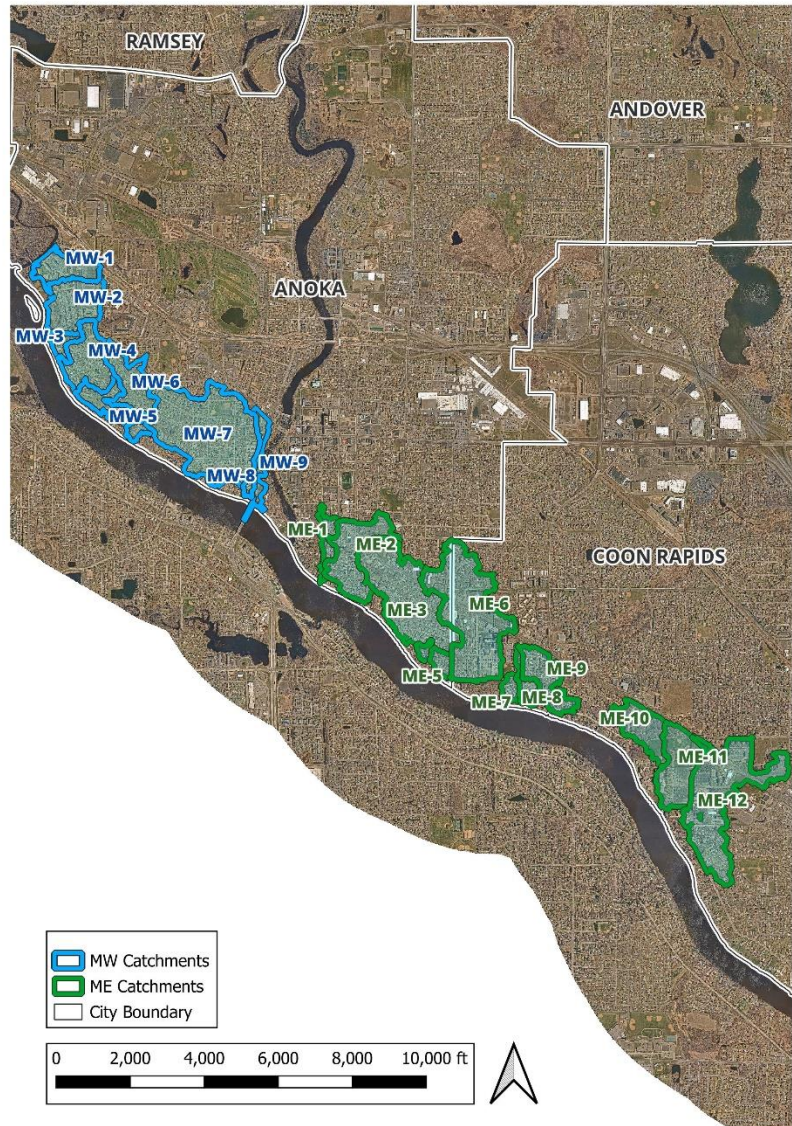 RAMSEY
ANDOVER
MW-1
ANOKA
MW-2
MW-3
MW-4
MW-6
MW-5
MW-7
MW-9
MW-8
ME-1
ME-2
COON RAPIDS
ME-3
ME-6
ME-5
ME-9
ME-7
ME-8
ME-10
ME-11
ME-12
MW Catchments
ME Catchments
City Boundary
0 2,000 4,000 6,000 8,000 10,000 ft